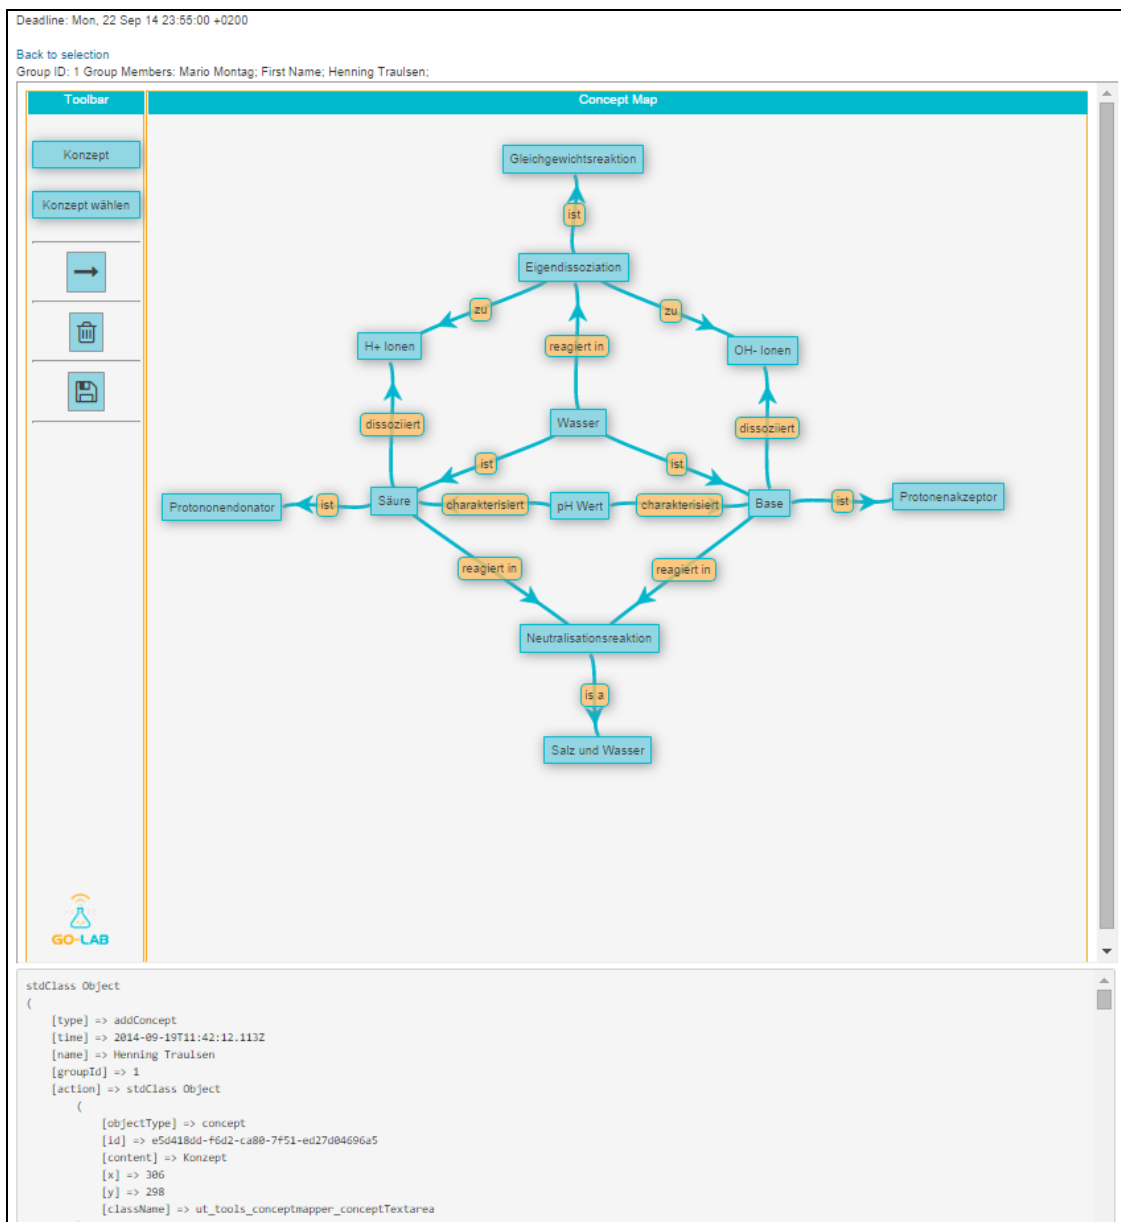 Deadline: Mon, 22 Sep 14 23:55:00 +0200
Back to selection
Group ID: 1 Group Members: Mario Montag; First Name; Henning Traulsen;
Toolbar
Concept Map
Konzept
Konzept wählen
Gleichgewichtsreaktion
ist
Eigendissoziation
zu
zu
H+ Ionen
reagiert in
OH- Ionen
dissoziiert
Wasser
dissoziiert
ist
ist
Protononendonator
ist
Säure
charakterisiert
pH Wert
charakterisiert
Base
ist
Protonenakzeptor
reagiert in
reagiert in
Neutralisationsreaktion
is a
Salz und Wasser
GO-LAB
stdClass Object
(
[type] => addConcept
[time] => 2014-09-19T11:42:12.113Z
[name] => Henning Traulsen
[groupId] => 1
[action] => stdClass Object
(
[objectType] => concept
[id] => e5d418dd-f6d2-ca80-7f51-ed27d04696a5
[content] => Konzept
[x] => 306
[y] => 298
[className] => ut_tools_conceptmapper_conceptTextarea